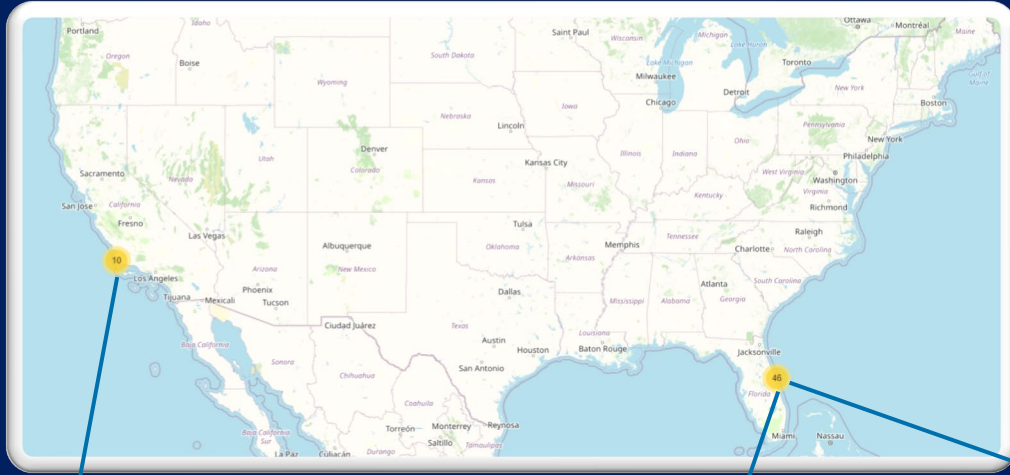 Idaho
Portland
Oregon
Boise
Wyoming
South Dakota
Saint Paul
Wisconsin
Michigan
Lake Huron
Ottawa
Montréal
Maine
Toronto
Lake Michigan
Milwaukee
Chicago
Detroit
New York
Gulf of
Maine
Boston
Nebraska
Iowa
Lincoln
Pennsylvania
New York
Philadelphia
Utah
Denver
Colorado
Kansas City
Illinois
Indiana
Ohio
Sacramento
Nevada
Kansas
Missouri
West Virginia
Washington
Virginia
Kentucky
Richmond
San Jose
California
Fresno
Las Vegas
Tulsa
Albuquerque
Oklahoma
Memphis
Tennessee
Raleigh
Charlotte
North Carolina
Arkansas
10
Los Angeles
Arizona
New Mexico
Phoenix
Tucson
Tijuana
Mexicali
Dallas
Atlanta
South Carolina
Mississippi
Alabama
Georgia
Ciudad Juárez
Texas
Louisiana
Baja California
Austin
Houston
Baton Rouge
Jacksonville
Sonora
Chihuahua
San Antonio
46
Florida
Coahuila
Torreón
Monterrey
Reynosa
Saltillo
Tamaulipas
Baja California
Sur
La Paz
Culiacán
Durango
Miami
Nassau